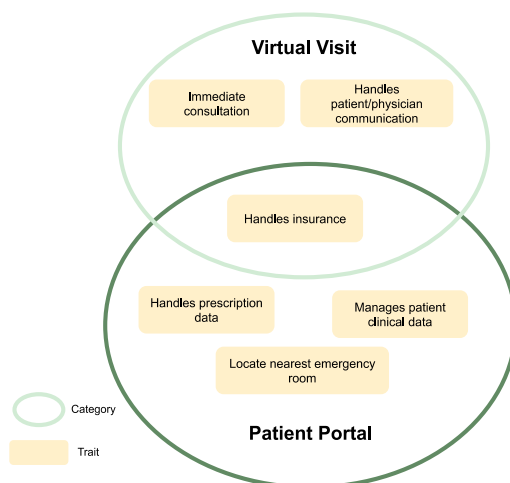 Virtual Visit
Immediate
consultation
Handles
patient/physician
communication
Handles insurance
Handles prescription
data
Manages patient
clinical data
Locate nearest emergency
room
Patient Portal
Category
Trait